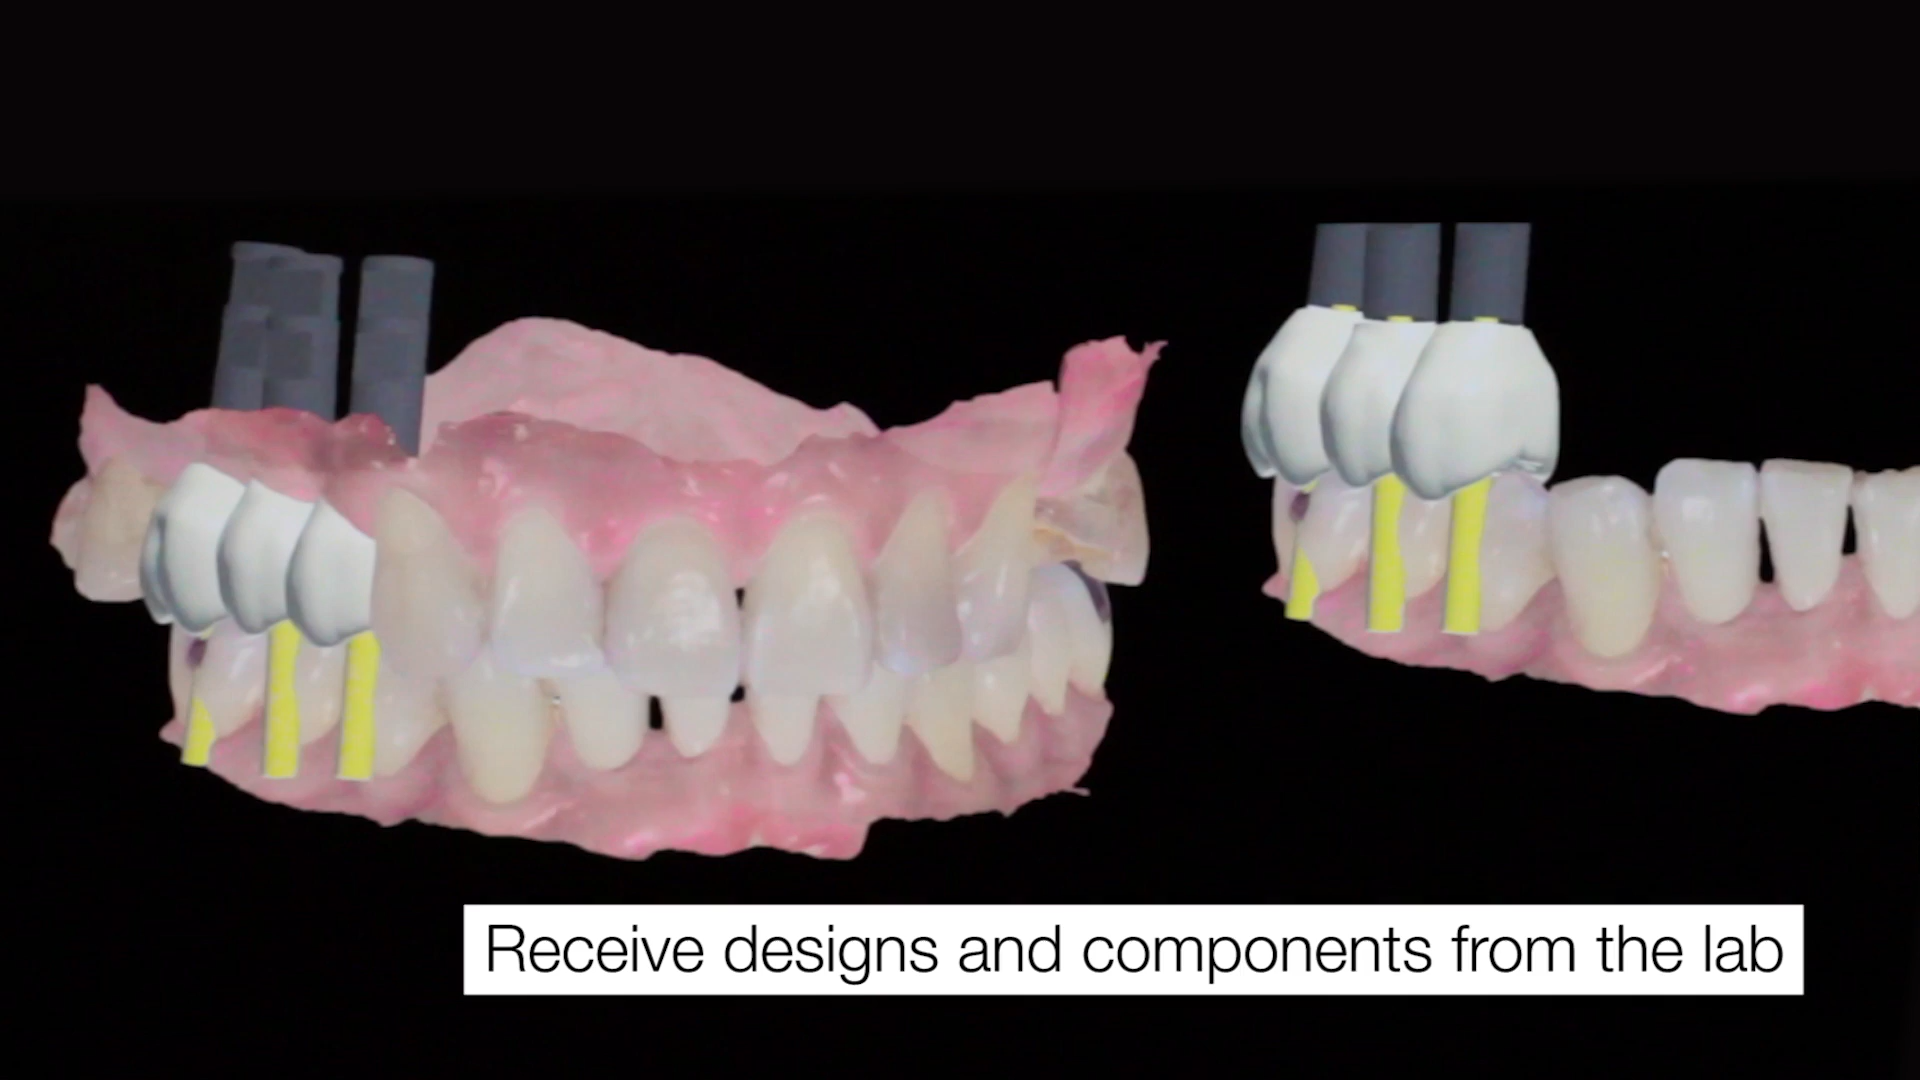 Receive designs and components from the lab